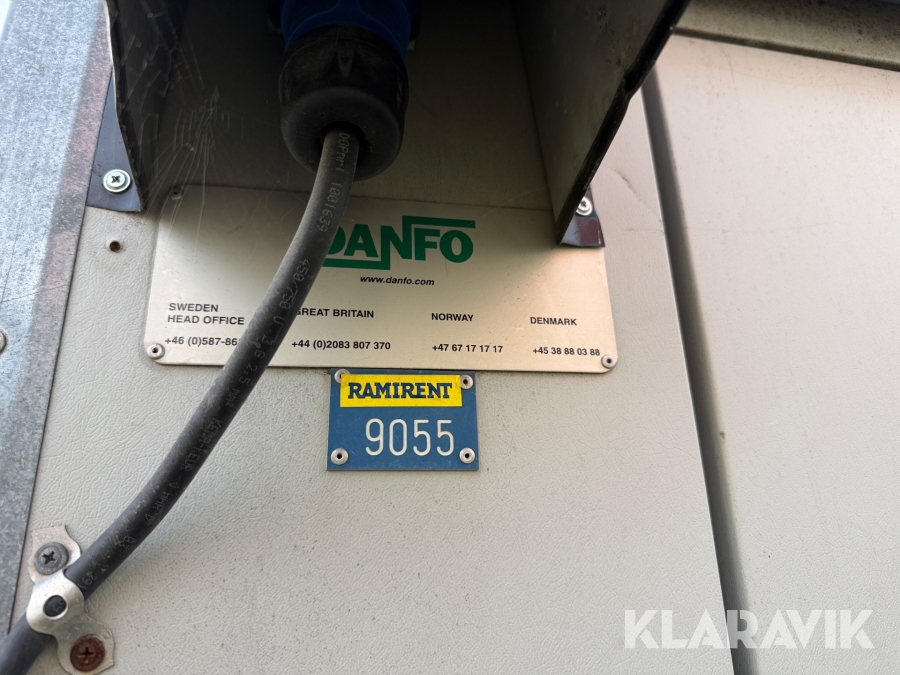 DANFO
www.danfo.com
SWEDEN
HEAD OFFICE
GREAT BRITAIN
NORWAY
DENMARK
+44 (0)2083 807 370
+47 67 17 17 17
+45 38 88 03 88
RAMIRENT
9055
KLARAVIK